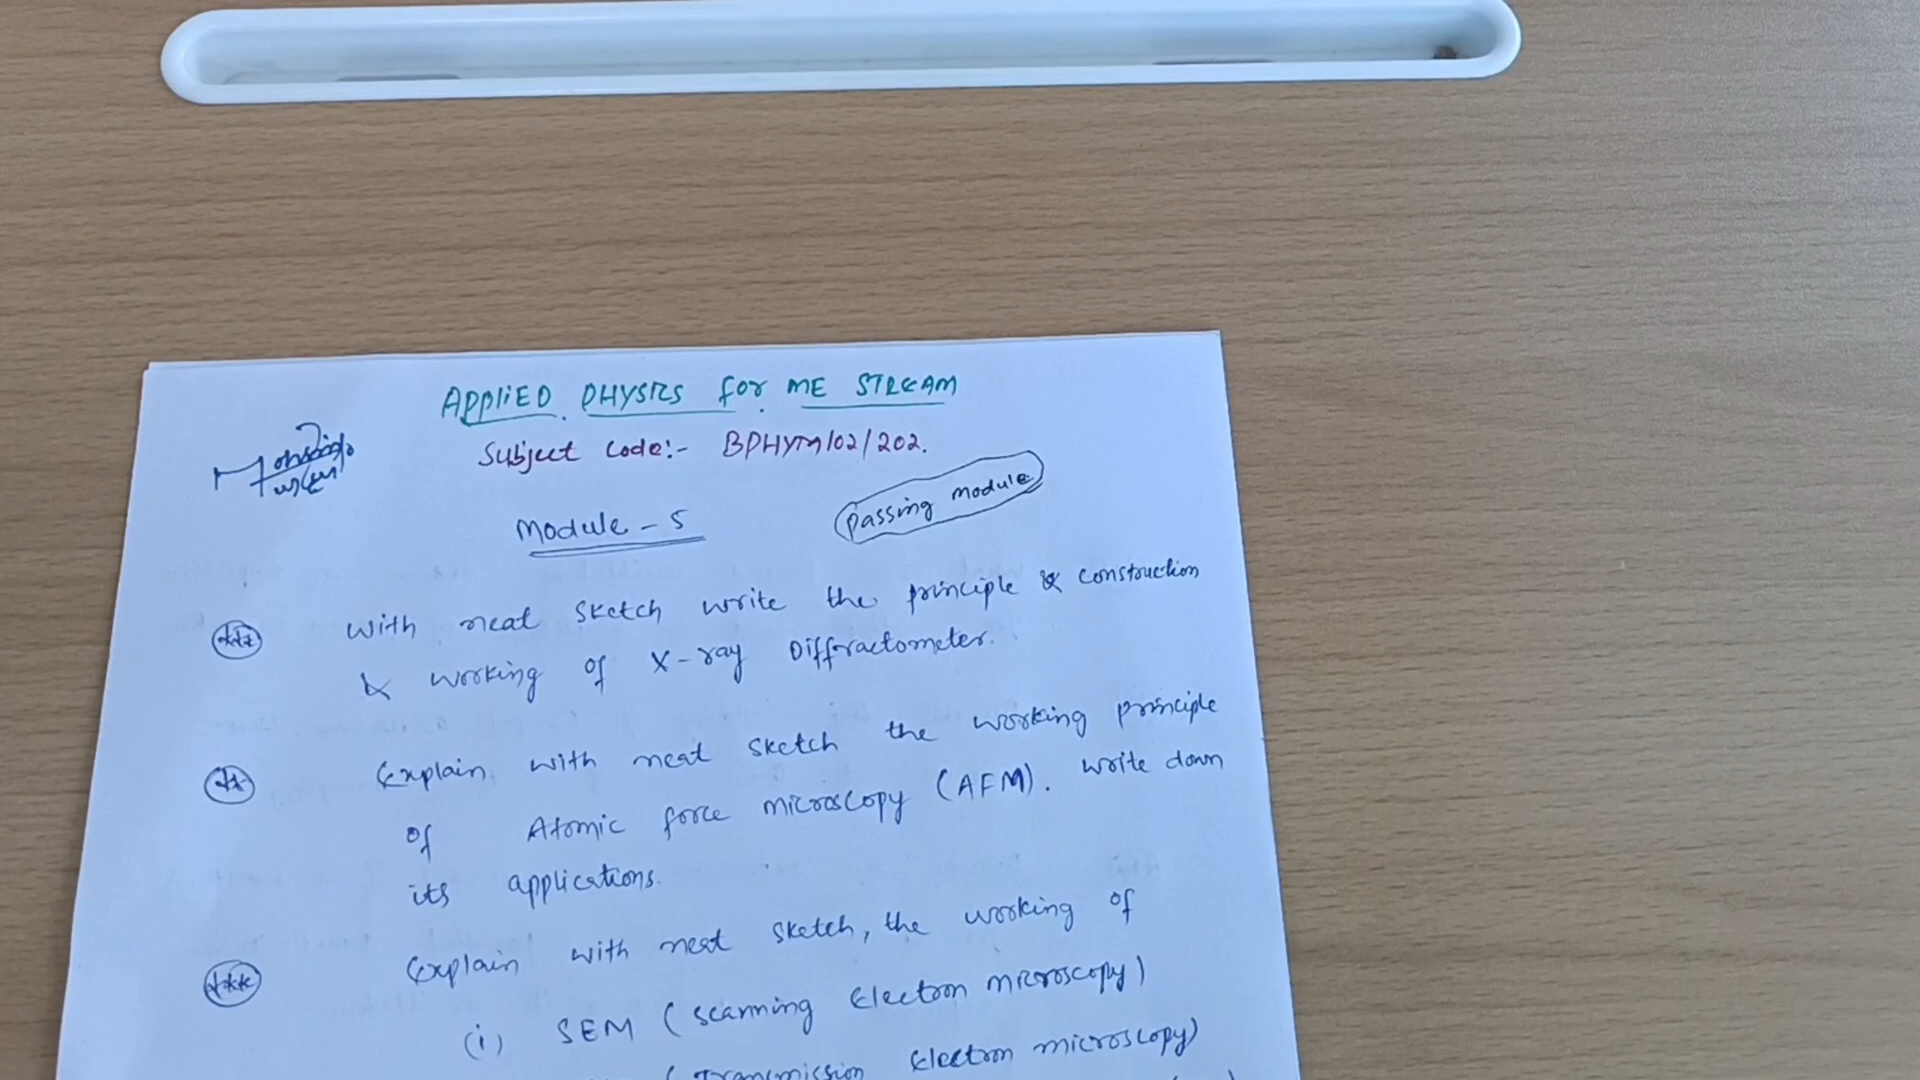 APPLIED PHYSICS for ME STREAM
Subject Code:- BPHYM102/202.
Module - 5
Passing module
*** With neat sketch write the principle & construction
& working of X-ray Diffractometer.
** Explain with neat sketch the working principle
of Atomic force microscopy (AFM). Write down
its applications.
*** Explain with neat sketch, the working of
(i) SEM (Scanning Electron microscopy)
(Transmission Electron microscopy)